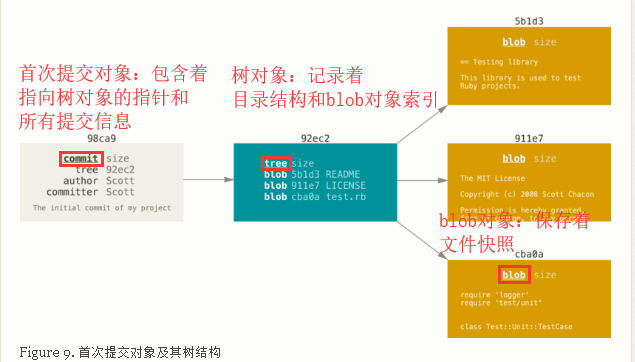 首次提交对象：包含着
指向树对象的指针和
所有提交信息
98ca9
commit size
tree 92ec2
author Scott
committer Scott
The initial commit of my project
树对象：记录着
目录结构和blob对象索引
92ec2
tree size
blob 5b1d3 README
blob 911e7 LICENSE
blob cba0a test.rb
5b1d3
blob size
== Testing library
This library is used to test
Ruby projects.
911e7
blob size
The MIT License
Copyright (c) 2008 Scott Chacon
Permission is hereby granted,
blob对象：保存着
文件快照
cba0a
blob size
require 'logger'
require 'test/unit'
class Test::Unit::TestCase
Figure 9. 首次提交对象及其树结构